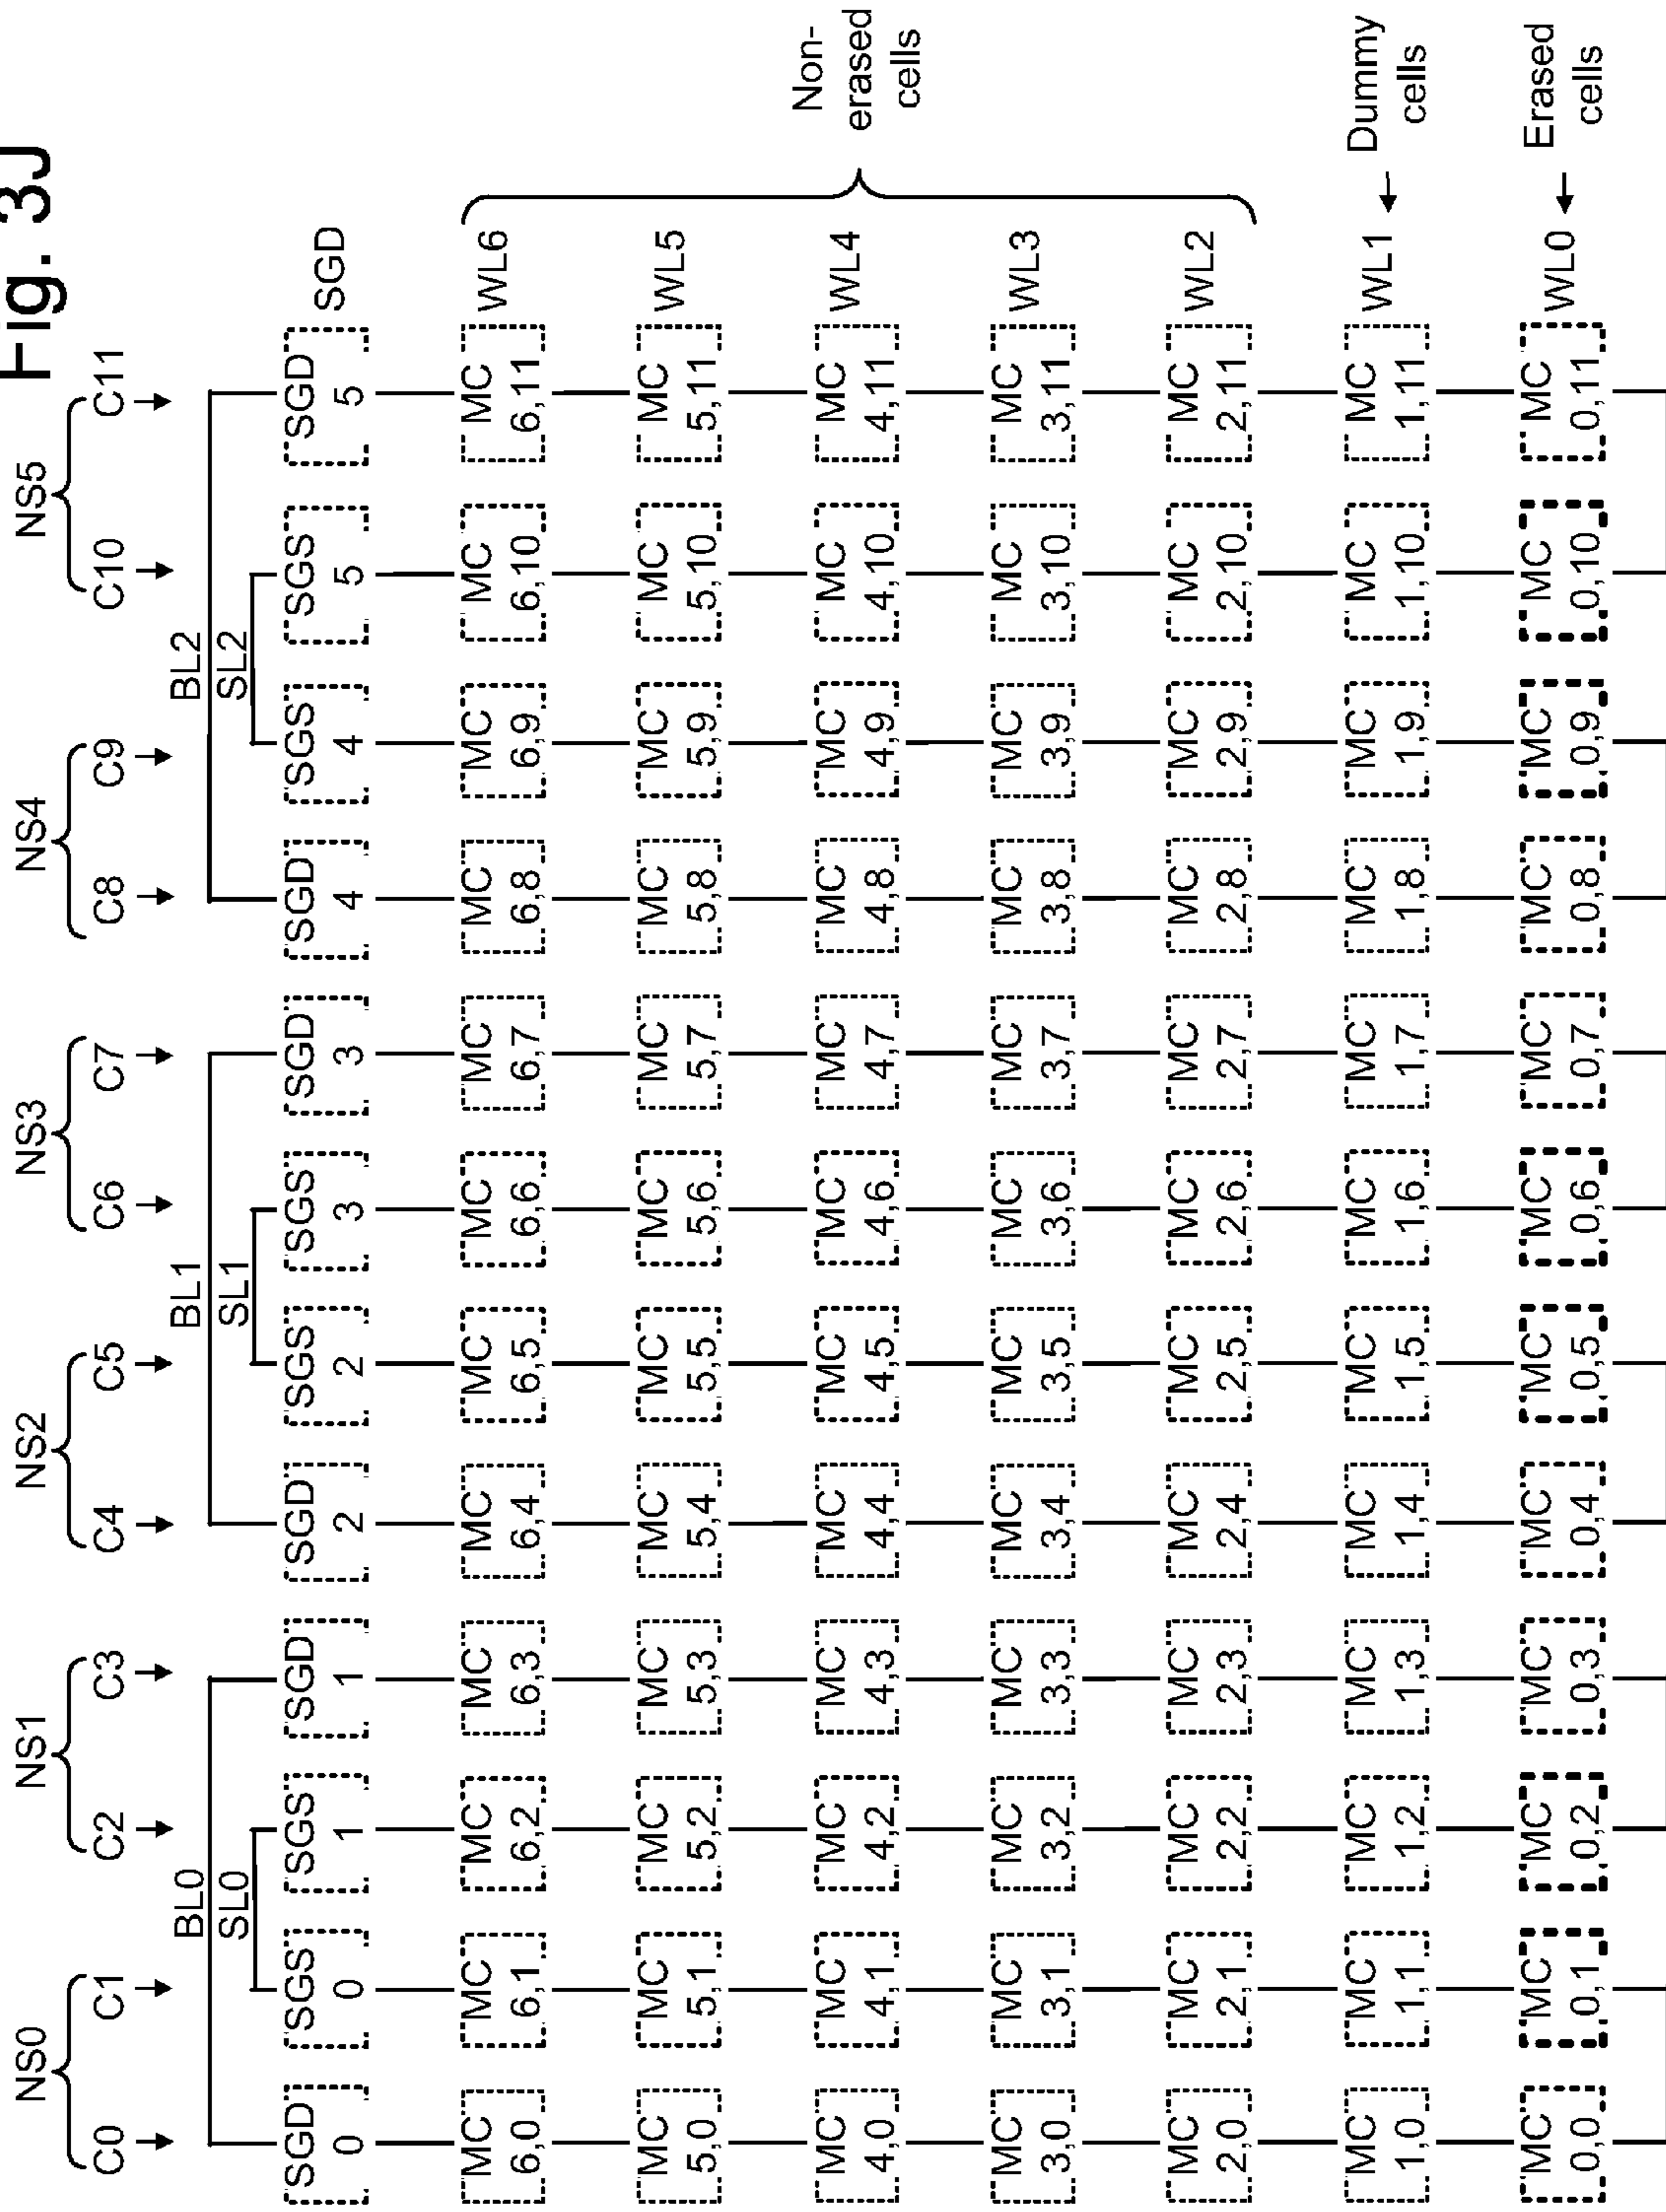 Fig. 3J
NS0 NS1 NS2 NS3 NS4 NS5
C0 C1 C2 C3 C4 C5 C6 C7 C8 C9 C10 C11
BL0 BL1 BL2
SL0 SL1 SL2
SGD SGS SGS SGD SGD SGS SGS SGD SGD SGS SGS SGD SGD
0 0 1 1 2 2 3 3 4 4 5 5
MC MC MC MC MC MC MC MC MC MC MC MC WL6
6,0 6,1 6,2 6,3 6,4 6,5 6,6 6,7 6,8 6,9 6,10 6,11
MC MC MC MC MC MC MC MC MC MC MC MC WL5
5,0 5,1 5,2 5,3 5,4 5,5 5,6 5,7 5,8 5,9 5,10 5,11
MC MC MC MC MC MC MC MC MC MC MC MC WL4
4,0 4,1 4,2 4,3 4,4 4,5 4,6 4,7 4,8 4,9 4,10 4,11
Non-
erased
cells
MC MC MC MC MC MC MC MC MC MC MC MC WL3
3,0 3,1 3,2 3,3 3,4 3,5 3,6 3,7 3,8 3,9 3,10 3,11
MC MC MC MC MC MC MC MC MC MC MC MC WL2
2,0 2,1 2,2 2,3 2,4 2,5 2,6 2,7 2,8 2,9 2,10 2,11
MC MC MC MC MC MC MC MC MC MC MC MC WL1
1,0 1,1 1,2 1,3 1,4 1,5 1,6 1,7 1,8 1,9 1,10 1,11
Dummy
cells
MC MC MC MC MC MC MC MC MC MC MC MC WL0
0,0 0,1 0,2 0,3 0,4 0,5 0,6 0,7 0,8 0,9 0,10 0,11
Erased
cells